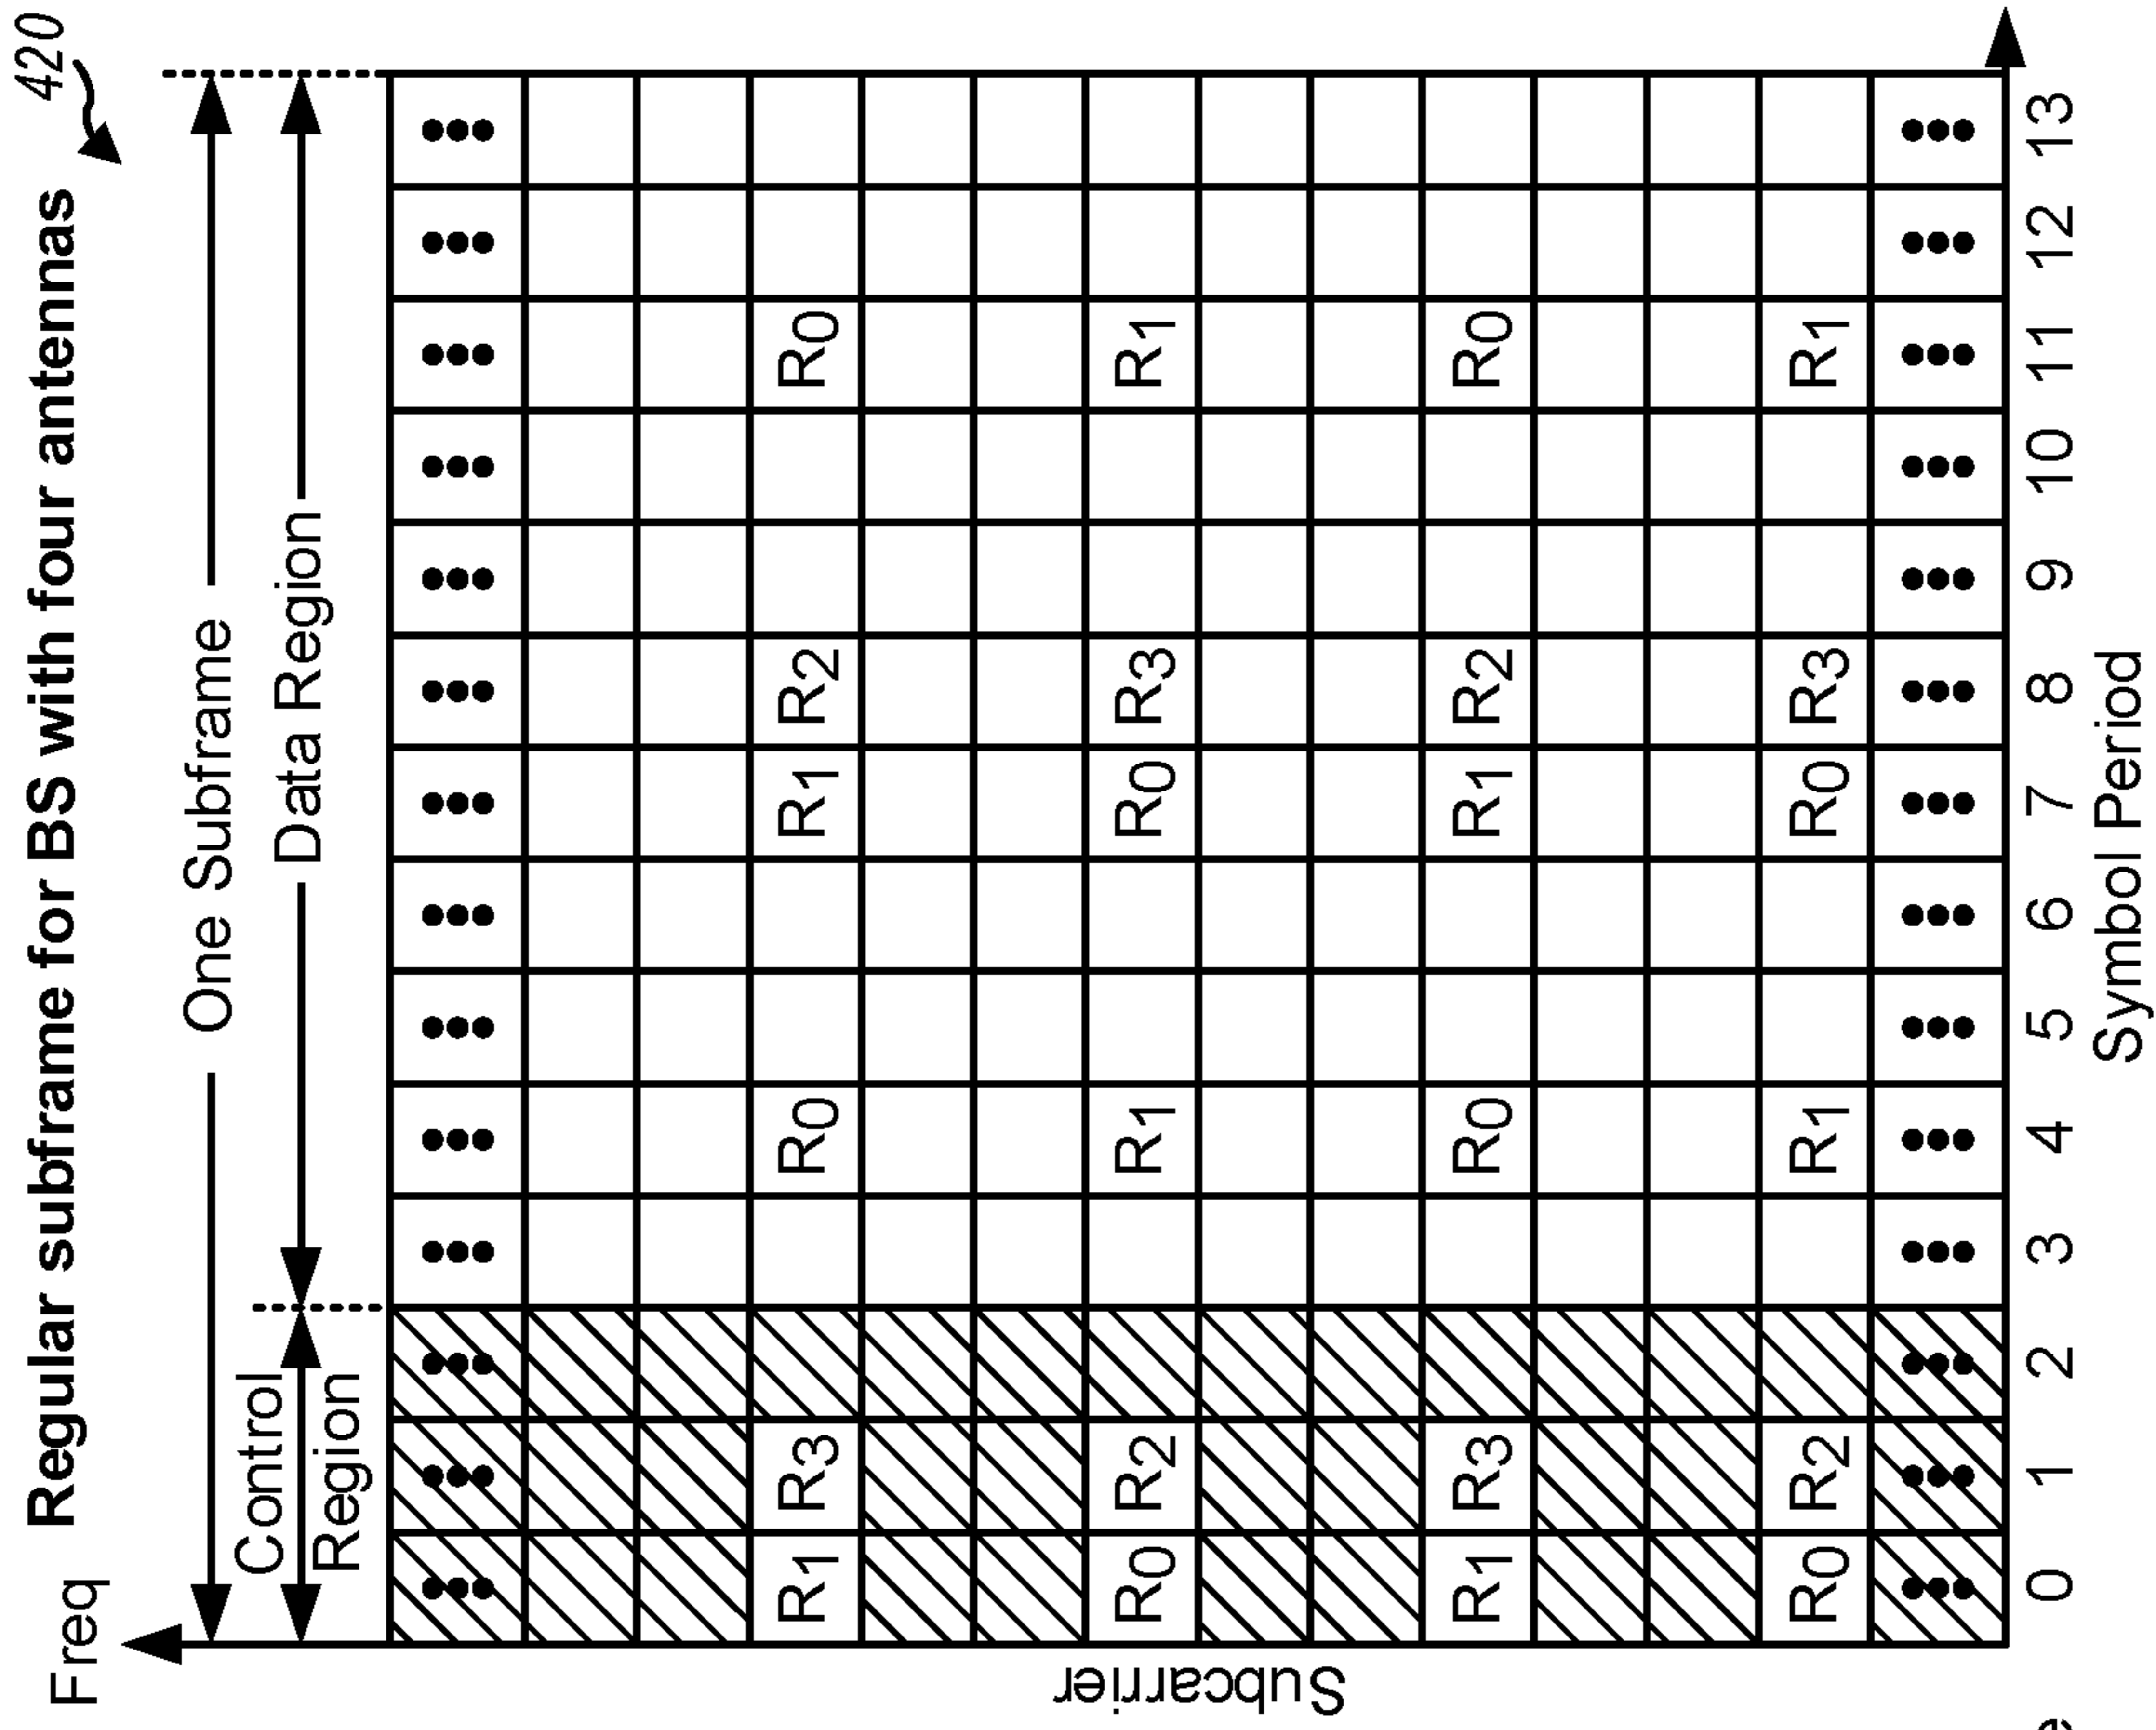 Regular subframe for BS with four antennas
420
Freq
One Subframe
Control
Region
Data Region
R1 R3 R0 R1 R2 R0
R0 R2 R1 R0 R3 R1
R1 R3 R0 R1 R2 R0
R0 R2 R1 R0 R3 R1
Subcarrier
0 1 2 3 4 5 6 7 8 9 10 11 12 13
Symbol Period